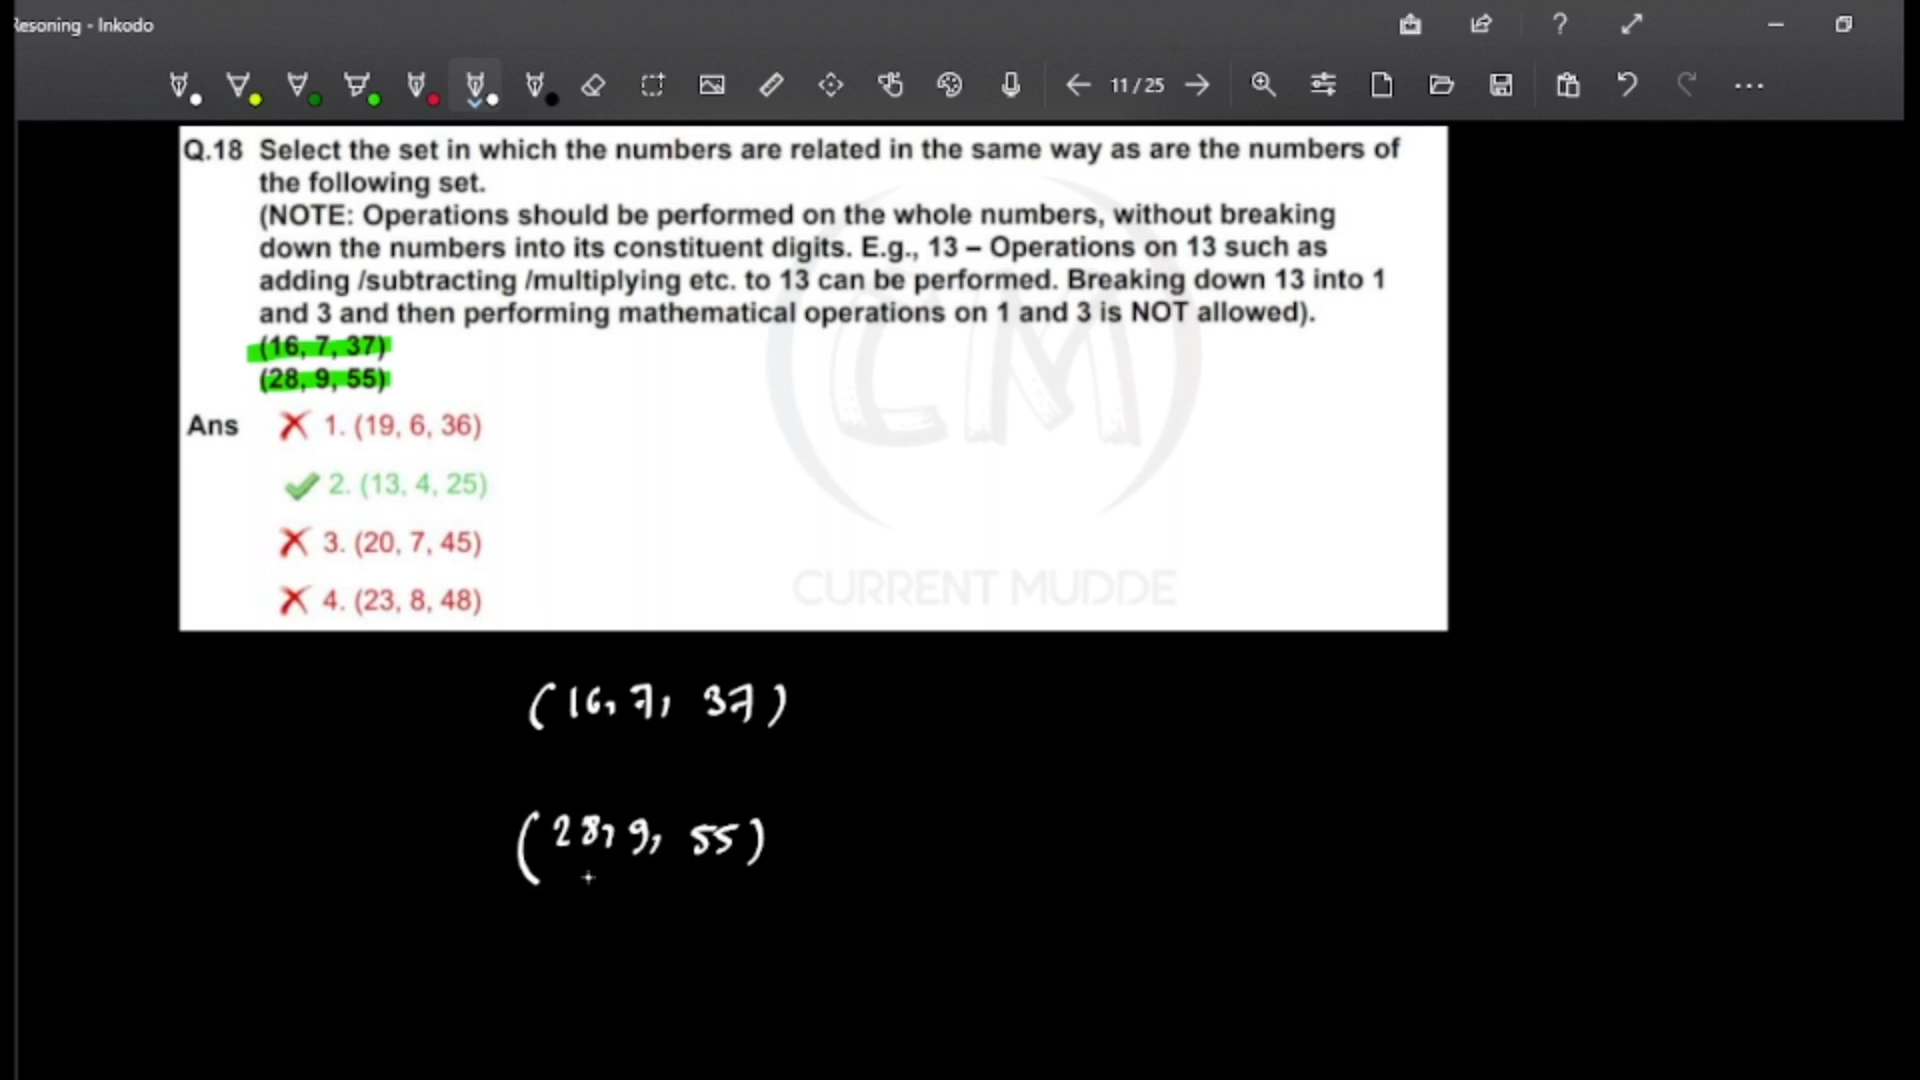 Resoning - Inkodo
11/25
Q.18 Select the set in which the numbers are related in the same way as are the numbers of
the following set.
(NOTE: Operations should be performed on the whole numbers, without breaking
down the numbers into its constituent digits. E.g., 13 – Operations on 13 such as
adding /subtracting /multiplying etc. to 13 can be performed. Breaking down 13 into 1
and 3 and then performing mathematical operations on 1 and 3 is NOT allowed).
(16, 7, 37)
(28, 9, 55)
Ans 1. (19, 6, 36)
2. (13, 4, 25)
3. (20, 7, 45)
4. (23, 8, 48)
CM
CURRENT MUDDE
(16, 7, 37)
(28, 9, 55)